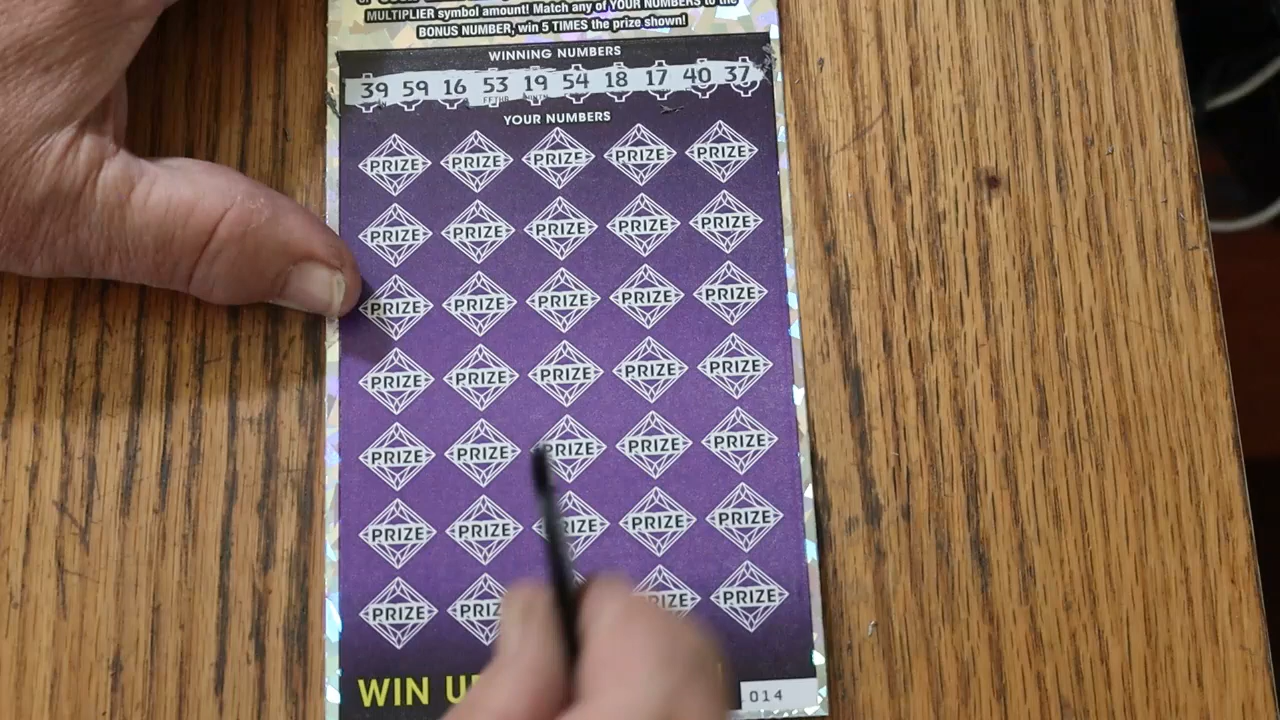 MULTIPLIER symbol amount! Match any of YOUR NUMBERS to the
BONUS NUMBER, win 5 TIMES the prize shown!
WINNING NUMBERS
39 59 16 53 19 54 18 17 40 37
YOUR NUMBERS
PRIZE PRIZE PRIZE PRIZE PRIZE
PRIZE PRIZE PRIZE PRIZE PRIZE
PRIZE PRIZE PRIZE PRIZE PRIZE
PRIZE PRIZE PRIZE PRIZE PRIZE
PRIZE PRIZE PRIZE PRIZE PRIZE
PRIZE PRIZE PRIZE PRIZE PRIZE
PRIZE PRIZ RIZE PRIZE
WIN U 014